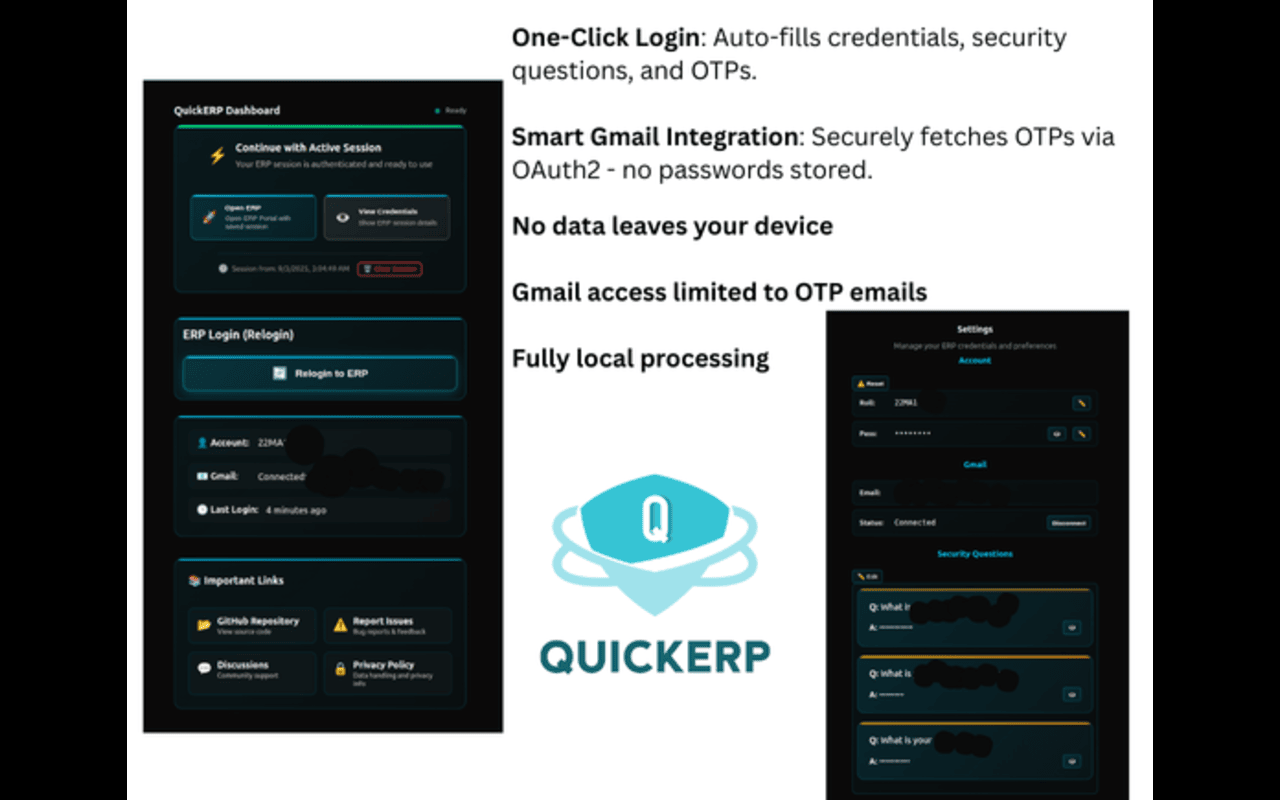 One-Click Login: Auto-fills credentials, security
questions, and OTPs.
Smart Gmail Integration: Securely fetches OTPs via
OAuth2 - no passwords stored.
No data leaves your device
Gmail access limited to OTP emails
Fully local processing
QuickERP Dashboard
Ready
Continue with Active Session
Your ERP session is authenticated and ready to use
Open ERP
Open ERP Portal with
saved session
View Credentials
Show ERP session details
Session from: 9/3/2025, 3:04:49 AM
Clear Session
ERP Login (Relogin)
Relogin to ERP
Account: 22MA
Gmail: Connected
Last Login: 4 minutes ago
Important Links
GitHub Repository
View source code
Report Issues
Bug reports & feedback
Discussions
Community support
Privacy Policy
Data handling and privacy
info
Q
QUICKERP
Settings
Manage your ERP credentials and preferences
Account
Reset
Roll: 22MA1
Pass: ••••••••
Gmail
Email:
Status: Connected
Disconnect
Security Questions
Edit
Q: What is
A:
Q: What is
A:
Q: What is your
A: